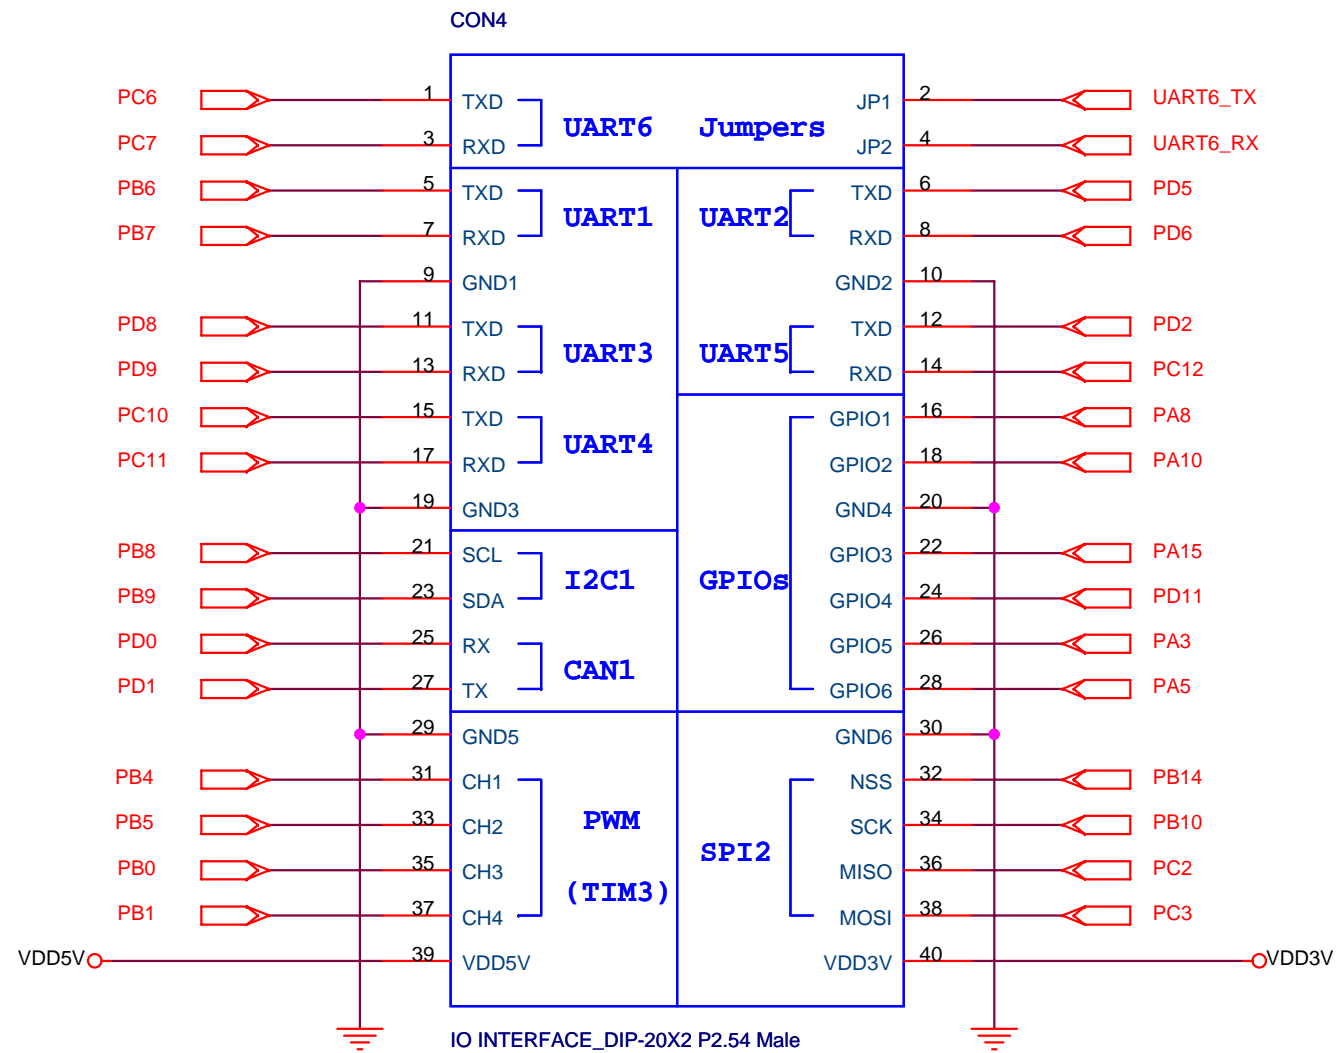 CON4
PC6 1 TXD JP1 2 UART6_TX
UART6 Jumpers
PC7 3 RXD JP2 4 UART6_RX
PB6 5 TXD TXD 6 PD5
UART1 UART2
PB7 7 RXD RXD 8 PD6
9 GND1 GND2 10
PD8 11 TXD TXD 12 PD2
UART3 UART5
PD9 13 RXD RXD 14 PC12
PC10 15 TXD GPIO1 16 PA8
UART4
PC11 17 RXD GPIO2 18 PA10
19 GND3 GND4 20
PB8 21 SCL GPIO3 22 PA15
I2C1 GPIOs
PB9 23 SDA GPIO4 24 PD11
PD0 25 RX GPIO5 26 PA3
CAN1
PD1 27 TX GPIO6 28 PA5
29 GND5 GND6 30
PB4 31 CH1 NSS 32 PB14
PWM
PB5 33 CH2 SCK 34 PB10
SPI2
PB0 35 CH3 MISO 36 PC2
(TIM3)
PB1 37 CH4 MOSI 38 PC3
VDD5V 39 VDD5V VDD3V 40 VDD3V
IO INTERFACE_DIP-20X2 P2.54 Male